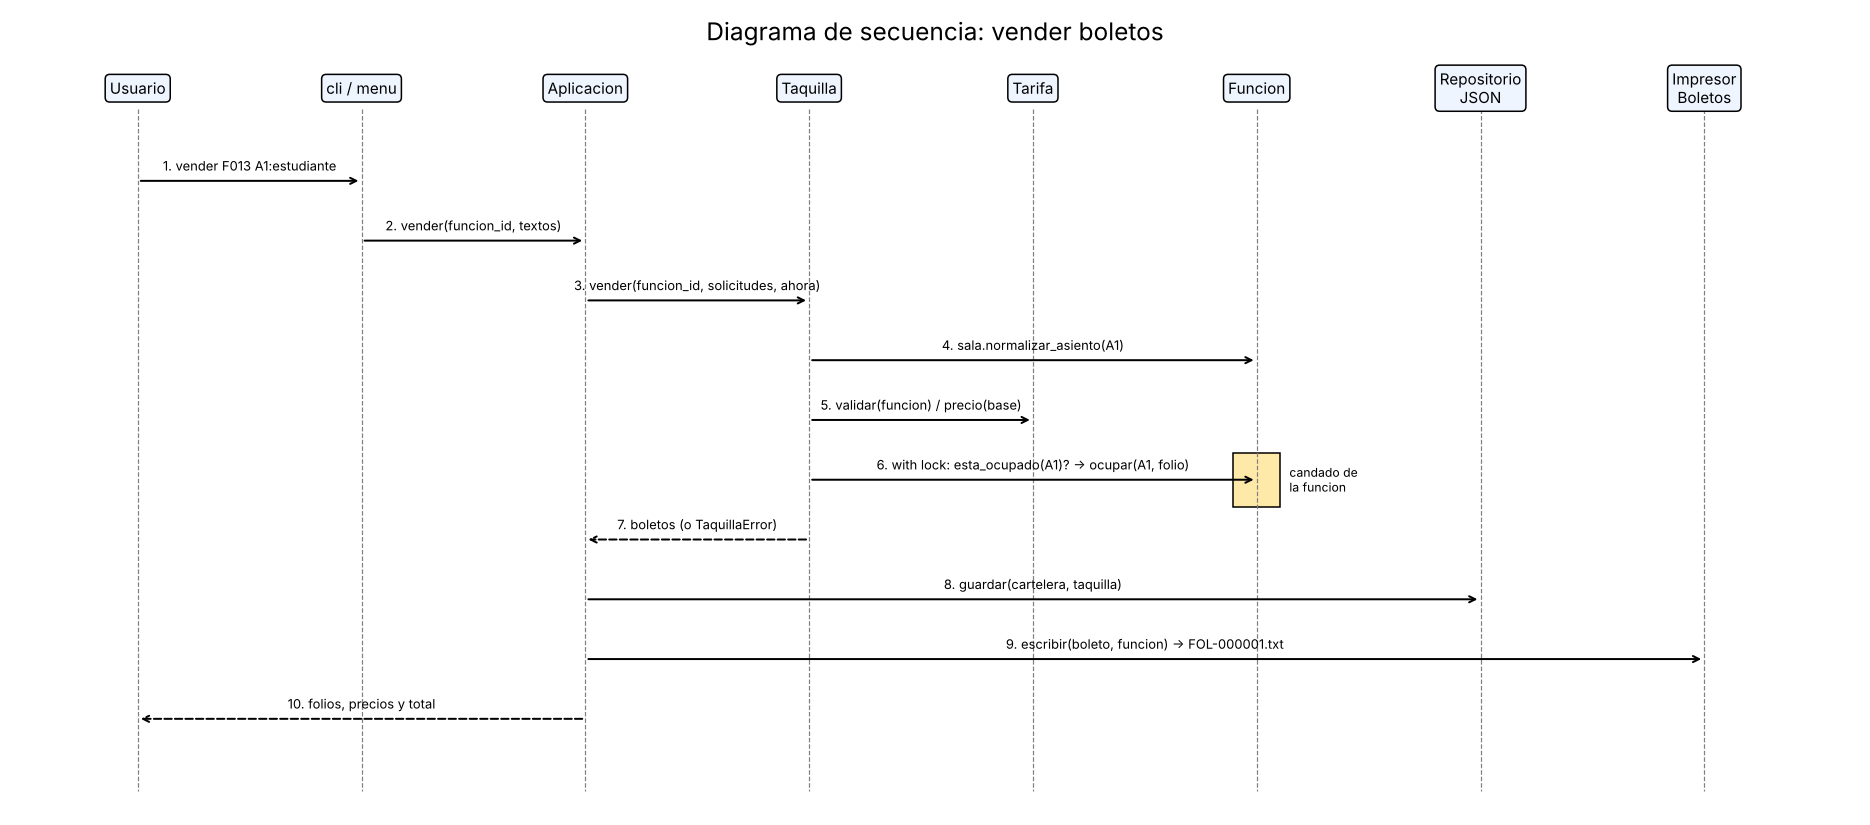 Diagrama de secuencia: vender boletos
Usuario
cli / menu
Aplicacion
Taquilla
Tarifa
Funcion
Repositorio
JSON
Impresor
Boletos
1. vender F013 A1:estudiante
2. vender(funcion_id, textos)
3. vender(funcion_id, solicitudes, ahora)
4. sala.normalizar_asiento(A1)
5. validar(funcion) / precio(base)
6. with lock: esta_ocupado(A1)? → ocupar(A1, folio)
candado de
la funcion
7. boletos (o TaquillaError)
8. guardar(cartelera, taquilla)
9. escribir(boleto, funcion) → FOL-000001.txt
10. folios, precios y total